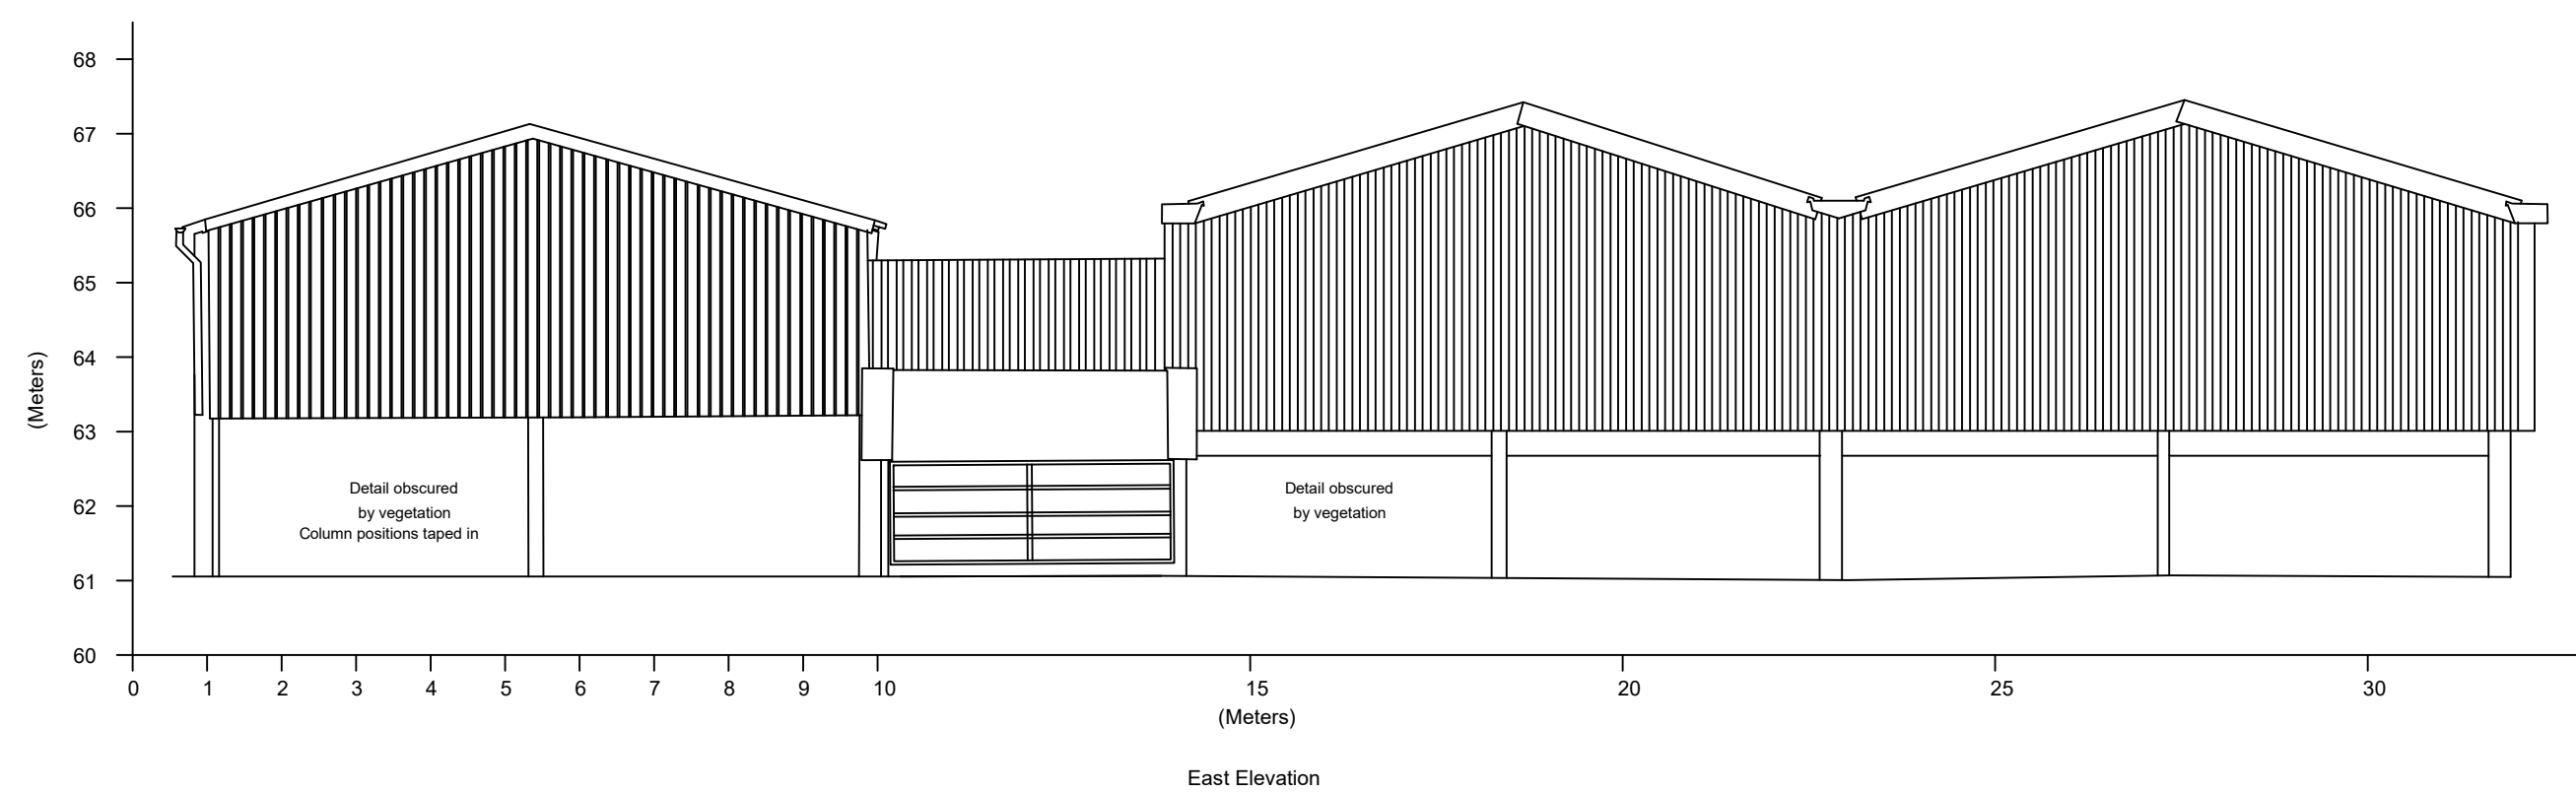 68
67
66
65
64
63
62
61
60
(Meters)
Detail obscured
by vegetation
Column positions taped in
Detail obscured
by vegetation
0 1 2 3 4 5 6 7 8 9 10 15 20 25 30
(Meters)
East Elevation